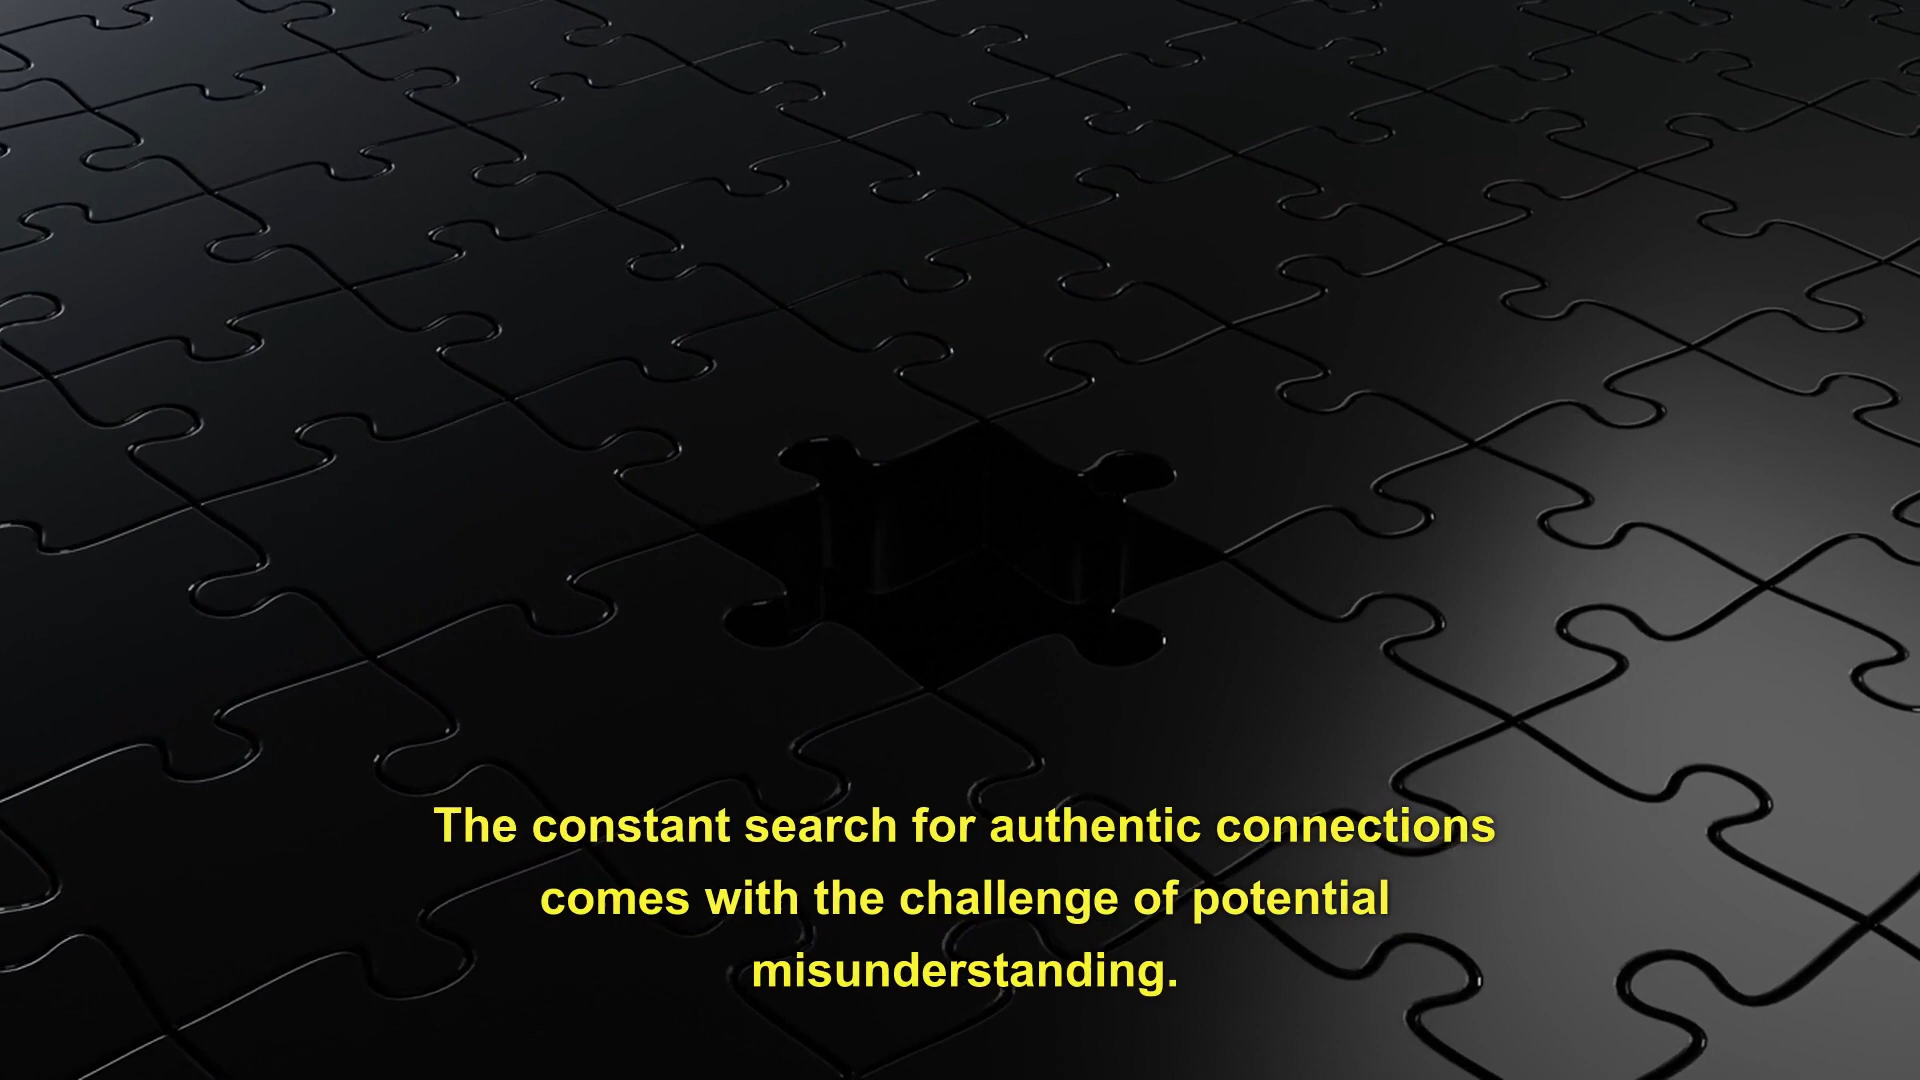 The constant search for authentic connections
comes with the challenge of potential
misunderstanding.